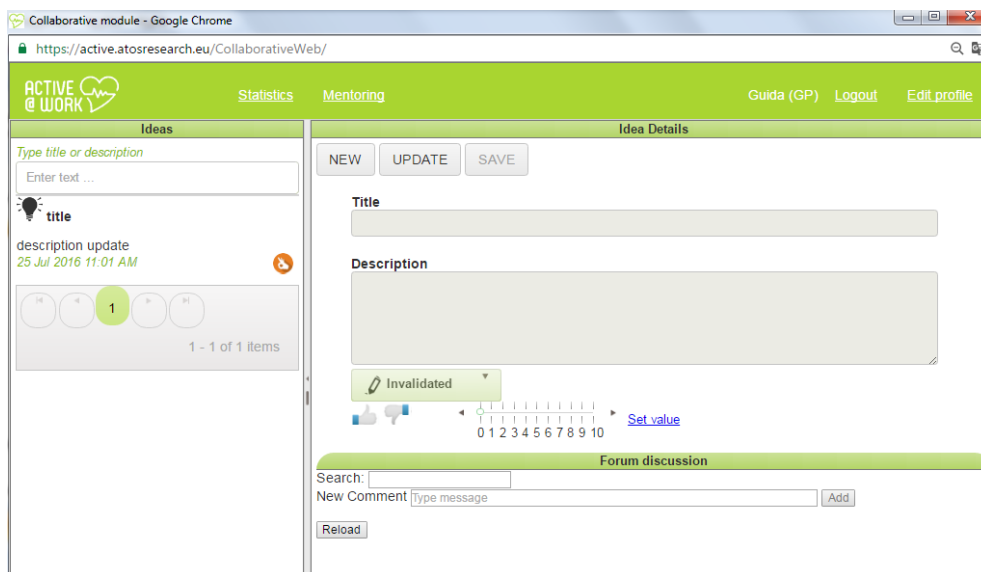 Collaborative module - Google Chrome
https://active.atosresearch.eu/CollaborativeWeb/
ACTIVE
@ WORK
Statistics Mentoring Guida (GP) Logout Edit profile
Ideas
Type title or description
Enter text ...
title
description update
25 Jul 2016 11:01 AM
1
1 - 1 of 1 items
Idea Details
NEW UPDATE SAVE
Title
Description
Invalidated
0 1 2 3 4 5 6 7 8 9 10
Set value
Forum discussion
Search:
New Comment Type message Add
Reload